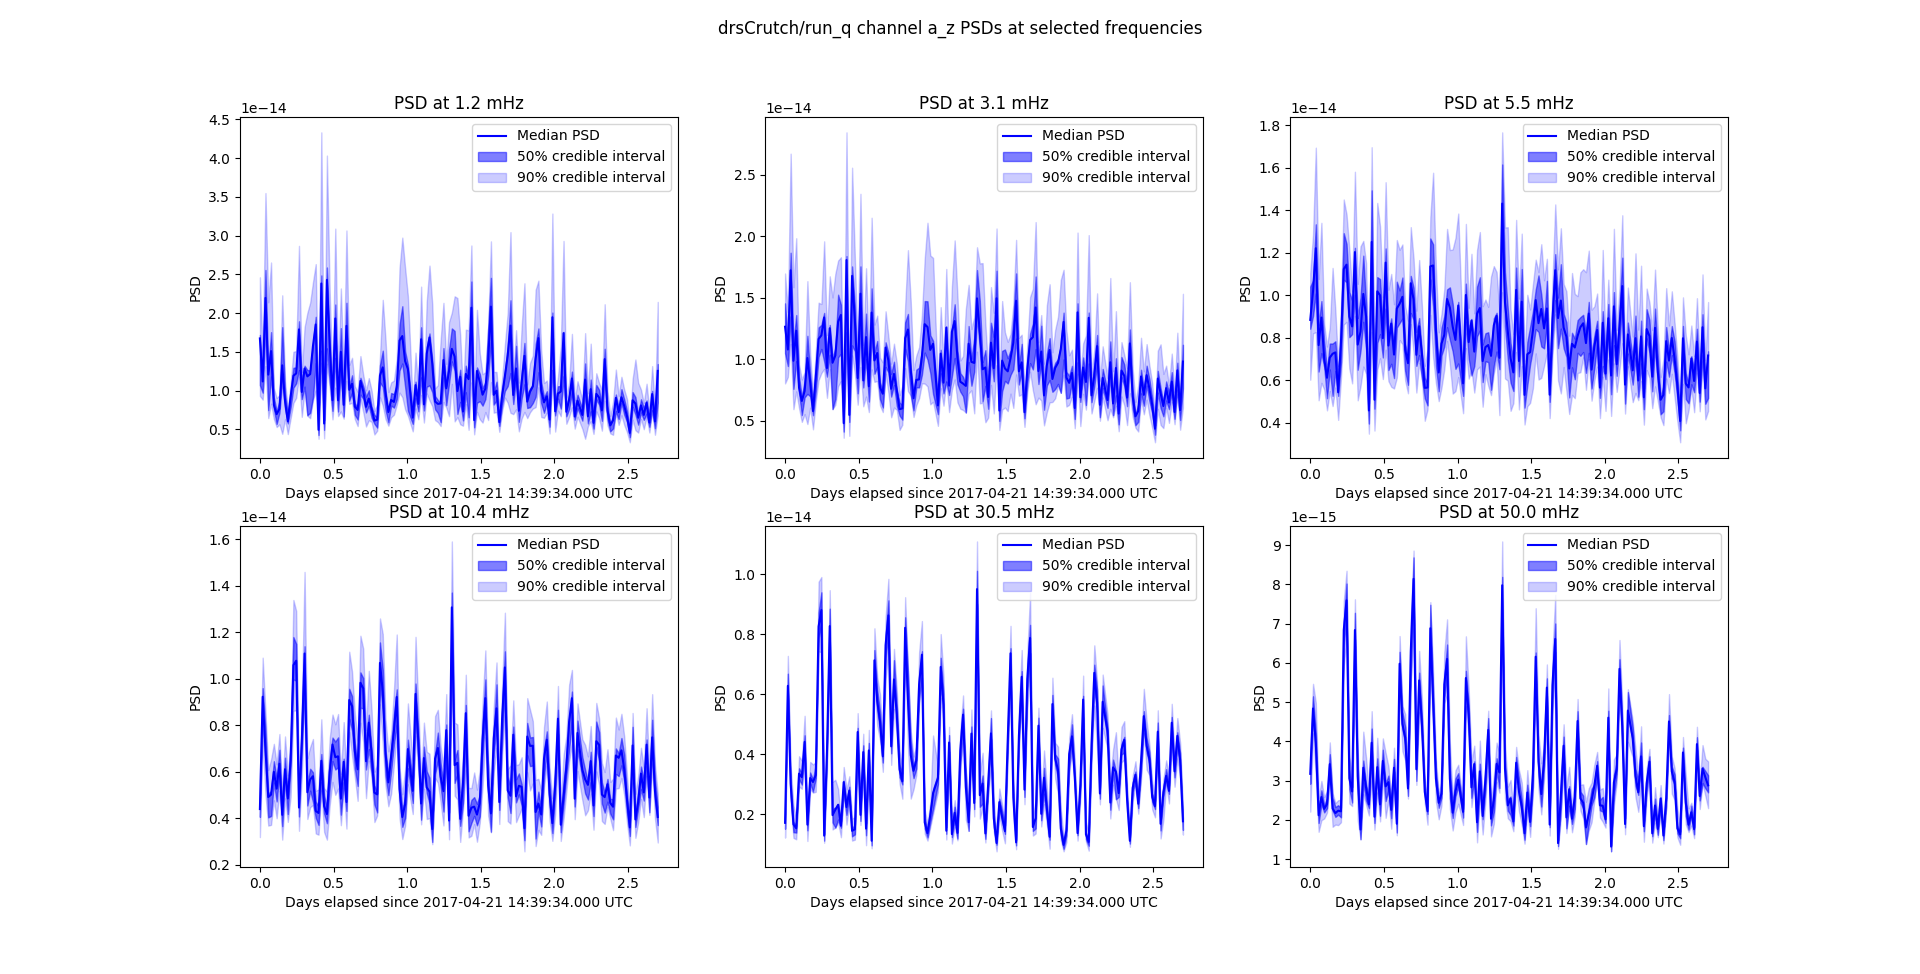 drsCrutch/run_q channel a_z PSDs at selected frequencies
PSD at 1.2 mHz
1e−14
PSD
4.5
4.0
3.5
3.0
2.5
2.0
1.5
1.0
0.5
Median PSD
50% credible interval
90% credible interval
0.0 0.5 1.0 1.5 2.0 2.5
Days elapsed since 2017-04-21 14:39:34.000 UTC
PSD at 3.1 mHz
1e−14
PSD
2.5
2.0
1.5
1.0
0.5
Median PSD
50% credible interval
90% credible interval
0.0 0.5 1.0 1.5 2.0 2.5
Days elapsed since 2017-04-21 14:39:34.000 UTC
PSD at 5.5 mHz
1e−14
PSD
1.8
1.6
1.4
1.2
1.0
0.8
0.6
0.4
Median PSD
50% credible interval
90% credible interval
0.0 0.5 1.0 1.5 2.0 2.5
Days elapsed since 2017-04-21 14:39:34.000 UTC
PSD at 10.4 mHz
1e−14
PSD
1.6
1.4
1.2
1.0
0.8
0.6
0.4
0.2
Median PSD
50% credible interval
90% credible interval
0.0 0.5 1.0 1.5 2.0 2.5
Days elapsed since 2017-04-21 14:39:34.000 UTC
PSD at 30.5 mHz
1e−14
PSD
1.0
0.8
0.6
0.4
0.2
Median PSD
50% credible interval
90% credible interval
0.0 0.5 1.0 1.5 2.0 2.5
Days elapsed since 2017-04-21 14:39:34.000 UTC
PSD at 50.0 mHz
1e−15
PSD
9
8
7
6
5
4
3
2
1
Median PSD
50% credible interval
90% credible interval
0.0 0.5 1.0 1.5 2.0 2.5
Days elapsed since 2017-04-21 14:39:34.000 UTC